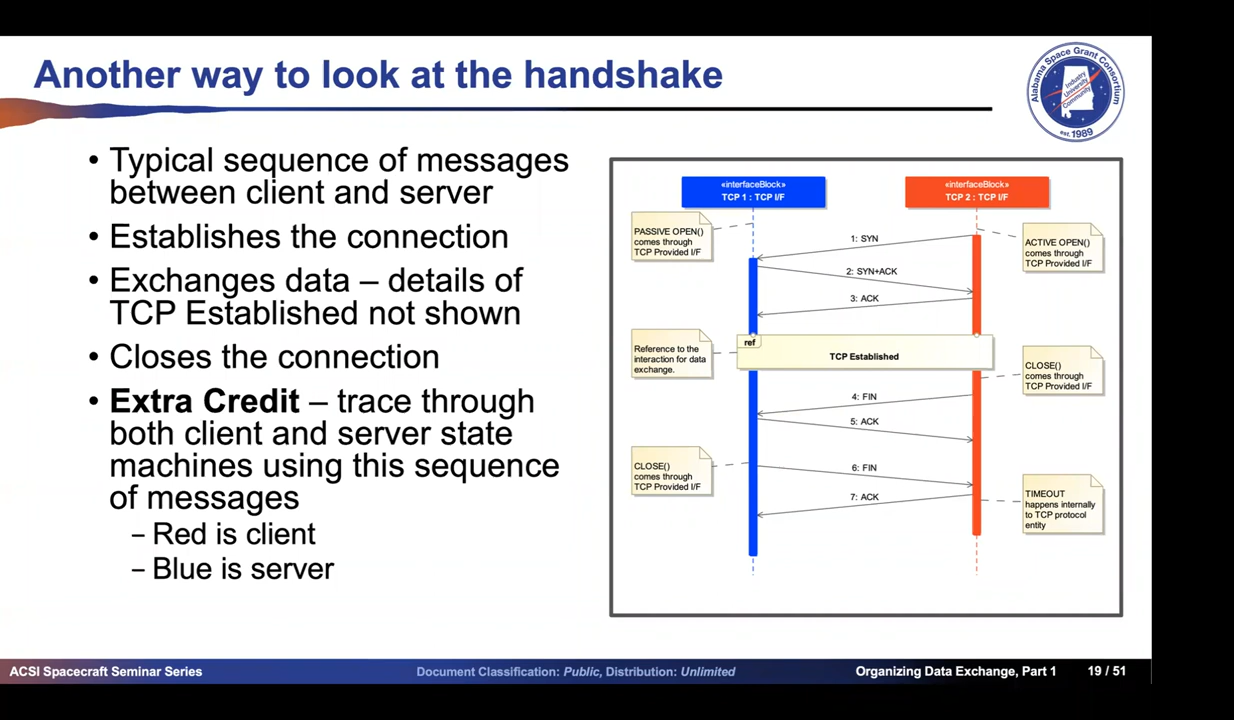 Another way to look at the handshake
Alabama Space Grant Consortium
Industry
University
Community
est. 1989
• Typical sequence of messages
between client and server
• Establishes the connection
• Exchanges data – details of
TCP Established not shown
• Closes the connection
• Extra Credit – trace through
both client and server state
machines using this sequence
of messages
– Red is client
– Blue is server
«interfaceBlock»
TCP 1 : TCP I/F
«interfaceBlock»
TCP 2 : TCP I/F
PASSIVE OPEN()
comes through
TCP Provided I/F
ACTIVE OPEN()
comes through
TCP Provided I/F
1: SYN
2: SYN+ACK
3: ACK
ref
TCP Established
Reference to the
interaction for data
exchange.
CLOSE()
comes through
TCP Provided I/F
4: FIN
5: ACK
CLOSE()
comes through
TCP Provided I/F
6: FIN
7: ACK
TIMEOUT
happens internally
to TCP protocol
entity
ACSI Spacecraft Seminar Series
Document Classification: Public, Distribution: Unlimited
Organizing Data Exchange, Part 1
19 / 51